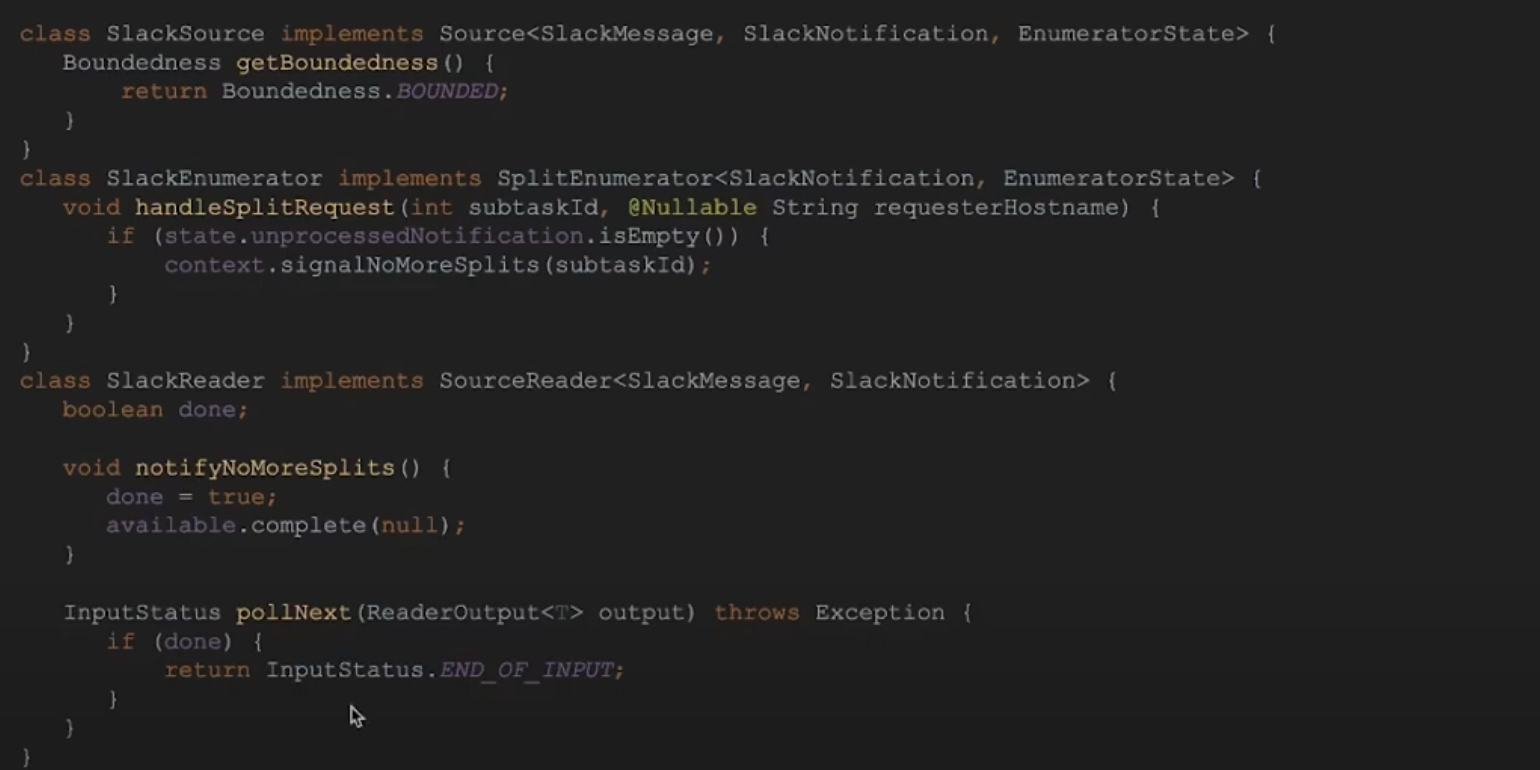 class SlackSource implements Source<SlackMessage, SlackNotification, EnumeratorState> {
   Boundedness getBoundedness() {
       return Boundedness.BOUNDED;
   }
}
class SlackEnumerator implements SplitEnumerator<SlackNotification, EnumeratorState> {
   void handleSplitRequest(int subtaskId, @Nullable String requesterHostname) {
      if (state.unprocessedNotification.isEmpty()) {
          context.signalNoMoreSplits(subtaskId);
      }
   }
}
class SlackReader implements SourceReader<SlackMessage, SlackNotification> {
   boolean done;

   void notifyNoMoreSplits() {
      done = true;
      available.complete(null);
   }

   InputStatus pollNext(ReaderOutput<T> output) throws Exception {
      if (done) {
          return InputStatus.END_OF_INPUT;
      }
   }
}